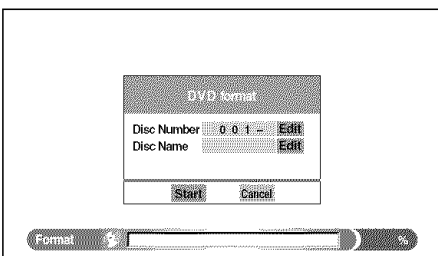 DVD format
Disc Number 0 0 1 – Edit
Disc Name Edit
Start Cancel
Format %